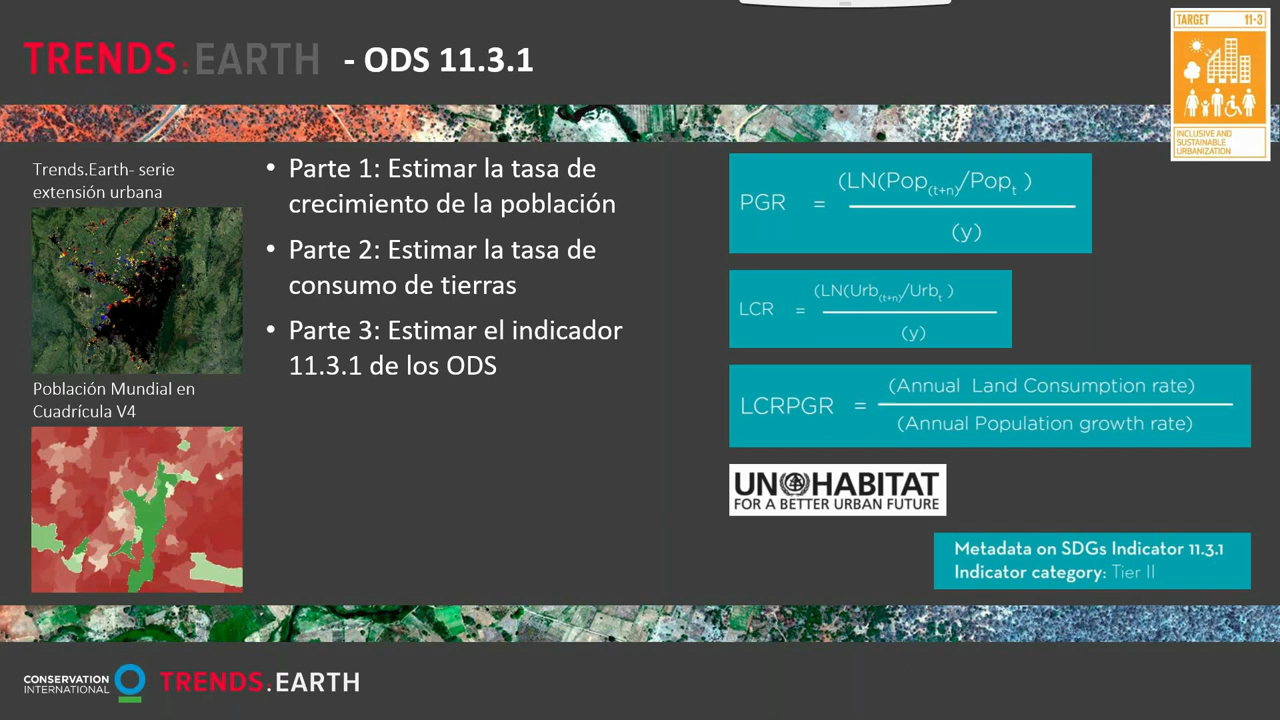 TRENDS.EARTH - ODS 11.3.1
TARGET 11·3
INCLUSIVE AND
SUSTAINABLE
URBANIZATION
Trends.Earth- serie
extensión urbana
Población Mundial en
Cuadrícula V4
• Parte 1: Estimar la tasa de
crecimiento de la población
• Parte 2: Estimar la tasa de
consumo de tierras
• Parte 3: Estimar el indicador
11.3.1 de los ODS
PGR = (LN(Pop(t+n)/Popt )
(y)
LCR = (LN(Urb(t+n)/Urbt )
(y)
LCRPGR = (Annual Land Consumption rate)
(Annual Population growth rate)
UN HABITAT
FOR A BETTER URBAN FUTURE
Metadata on SDGs Indicator 11.3.1
Indicator category: Tier II
CONSERVATION
INTERNATIONAL
TRENDS.EARTH